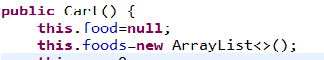 public Cart() {
this.food=null;
this.foods=new ArrayList<>();